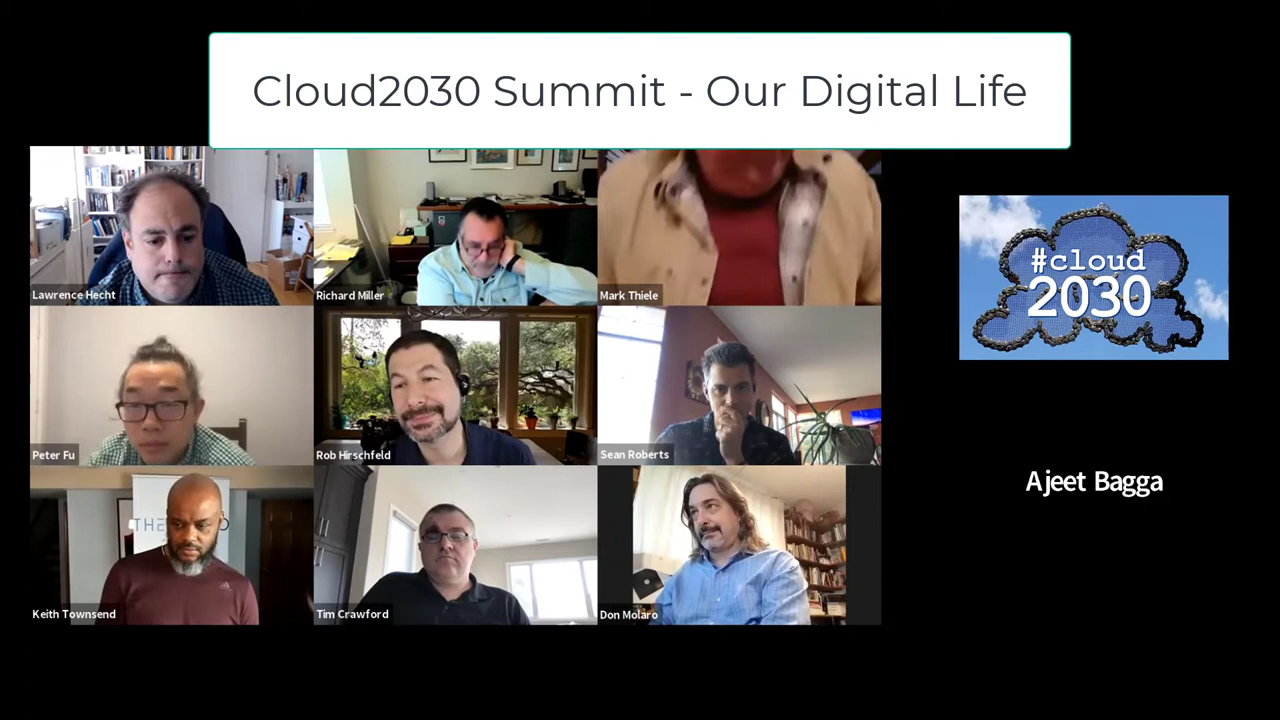 Cloud2030 Summit - Our Digital Life
Lawrence Hecht
Richard Miller
Mark Thiele
#cloud
2030
Peter Fu
Rob Hirschfeld
Sean Roberts
Ajeet Bagga
THE
Keith Townsend
Tim Crawford
Don Molaro